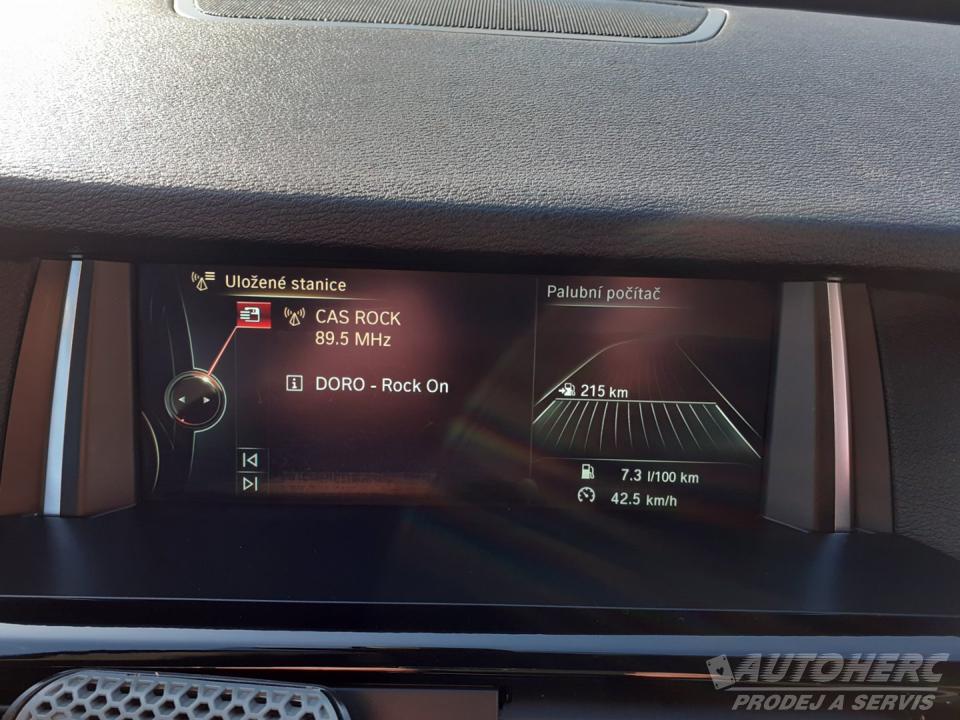 Uložené stanice
CAS ROCK
89.5 MHz
DORO - Rock On
Palubní počítač
215 km
7.3 l/100 km
42.5 km/h
AUTOHERC
PRODEJ A SERVIS